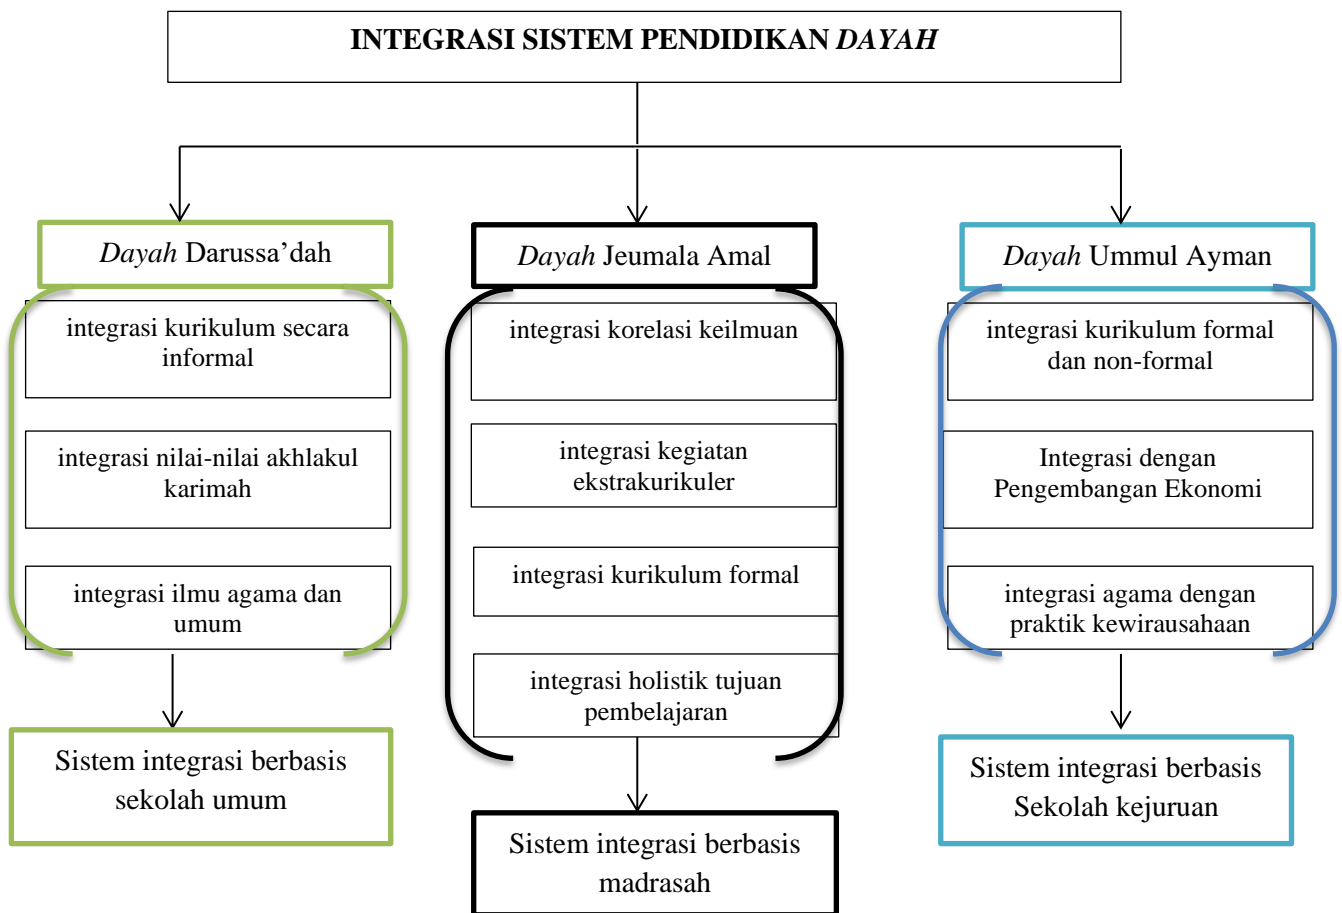 INTEGRASI SISTEM PENDIDIKAN DAYAH
Dayah Darussa’dah
integrasi kurikulum secara
informal
integrasi nilai-nilai akhlakul
karimah
integrasi ilmu agama dan
umum
Sistem integrasi berbasis
sekolah umum
Dayah Jeumala Amal
integrasi korelasi keilmuan
integrasi kegiatan
ekstrakurikuler
integrasi kurikulum formal
integrasi holistik tujuan
pembelajaran
Sistem integrasi berbasis
madrasah
Dayah Ummul Ayman
integrasi kurikulum formal
dan non-formal
Integrasi dengan
Pengembangan Ekonomi
integrasi agama dengan
praktik kewirausahaan
Sistem integrasi berbasis
Sekolah kejuruan